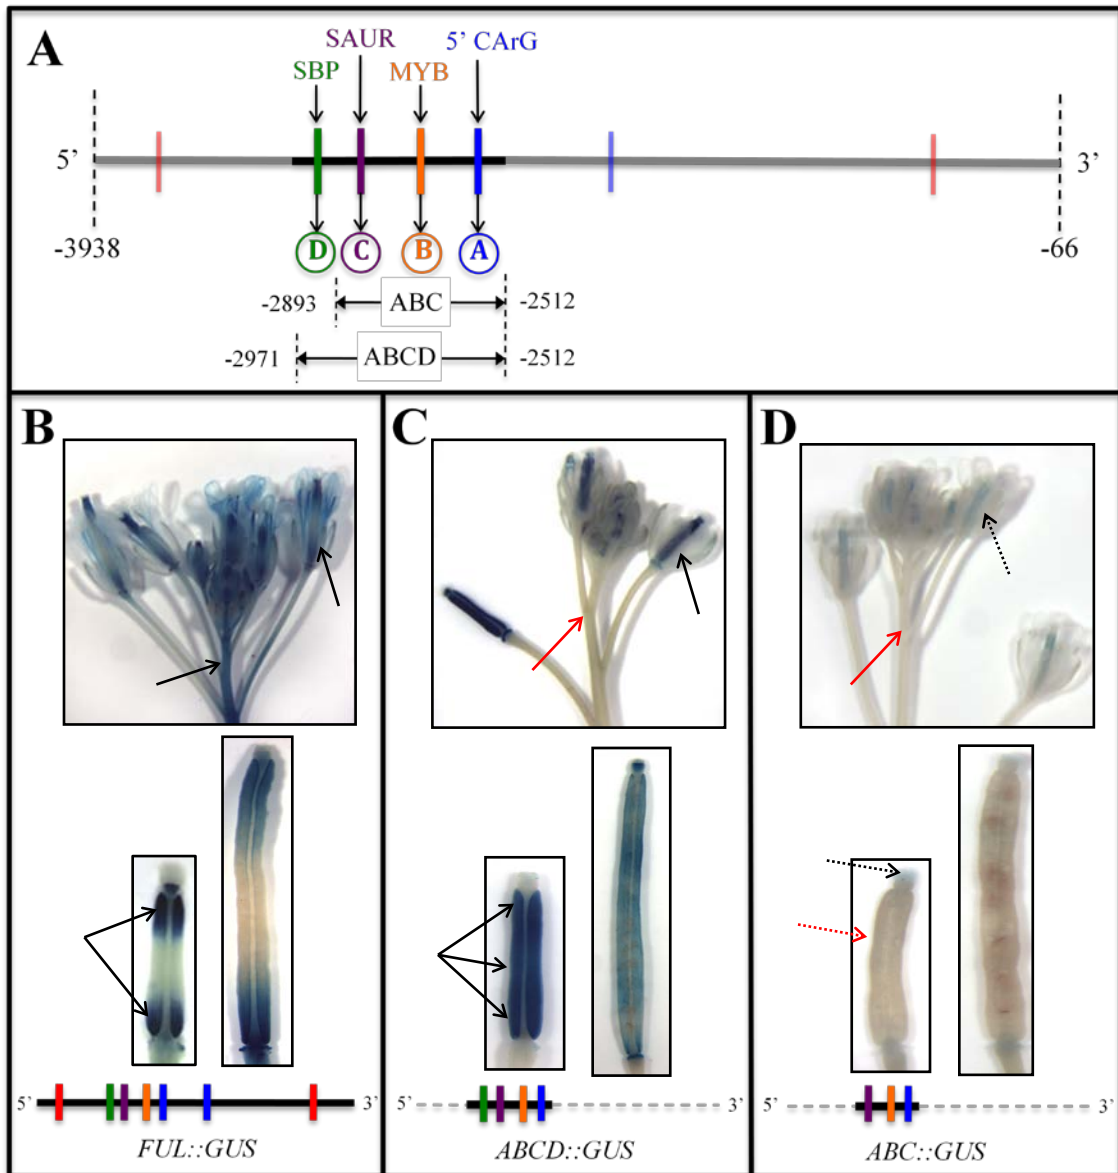 A
SAUR
5’ CArG
SBP
MYB
5’
3’
D
C
B
A
-3938
-66
-2893
ABC
-2512
-2971
ABCD
-2512
B
5’
3’
FUL::GUS
C
5’
3’
ABCD::GUS
D
5’
3’
ABC::GUS